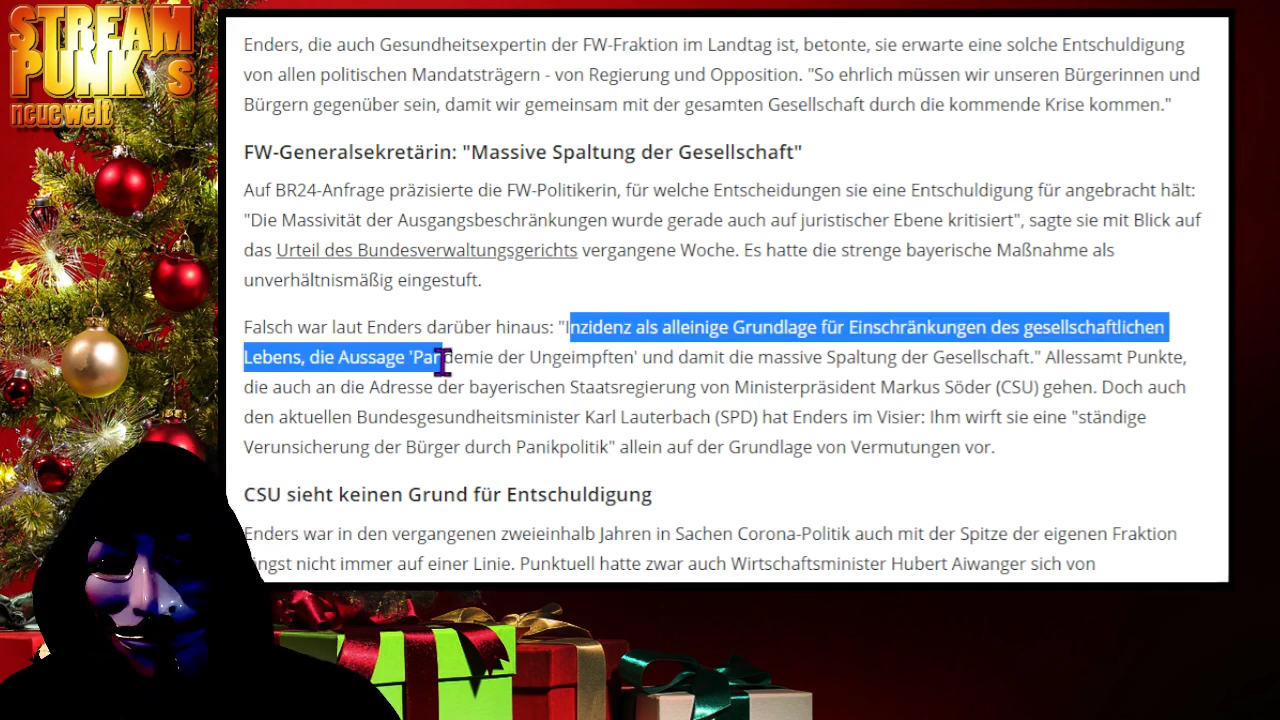 STREAM
PUNK's
neue welt
Enders, die auch Gesundheitsexpertin der FW-Fraktion im Landtag ist, betonte, sie erwarte eine solche Entschuldigung
von allen politischen Mandatsträgern - von Regierung und Opposition. "So ehrlich müssen wir unseren Bürgerinnen und
Bürgern gegenüber sein, damit wir gemeinsam mit der gesamten Gesellschaft durch die kommende Krise kommen."
FW-Generalsekretärin: "Massive Spaltung der Gesellschaft"
Auf BR24-Anfrage präzisierte die FW-Politikerin, für welche Entscheidungen sie eine Entschuldigung für angebracht hält:
"Die Massivität der Ausgangsbeschränkungen wurde gerade auch auf juristischer Ebene kritisiert", sagte sie mit Blick auf
das Urteil des Bundesverwaltungsgerichts vergangene Woche. Es hatte die strenge bayerische Maßnahme als
unverhältnismäßig eingestuft.
Falsch war laut Enders darüber hinaus: "Inzidenz als alleinige Grundlage für Einschränkungen des gesellschaftlichen
Lebens, die Aussage 'Pandemie der Ungeimpften' und damit die massive Spaltung der Gesellschaft." Allesamt Punkte,
die auch an die Adresse der bayerischen Staatsregierung von Ministerpräsident Markus Söder (CSU) gehen. Doch auch
den aktuellen Bundesgesundheitsminister Karl Lauterbach (SPD) hat Enders im Visier: Ihm wirft sie eine "ständige
Verunsicherung der Bürger durch Panikpolitik" allein auf der Grundlage von Vermutungen vor.
CSU sieht keinen Grund für Entschuldigung
Enders war in den vergangenen zweieinhalb Jahren in Sachen Corona-Politik auch mit der Spitze der eigenen Fraktion
längst nicht immer auf einer Linie. Punktuell hatte zwar auch Wirtschaftsminister Hubert Aiwanger sich von